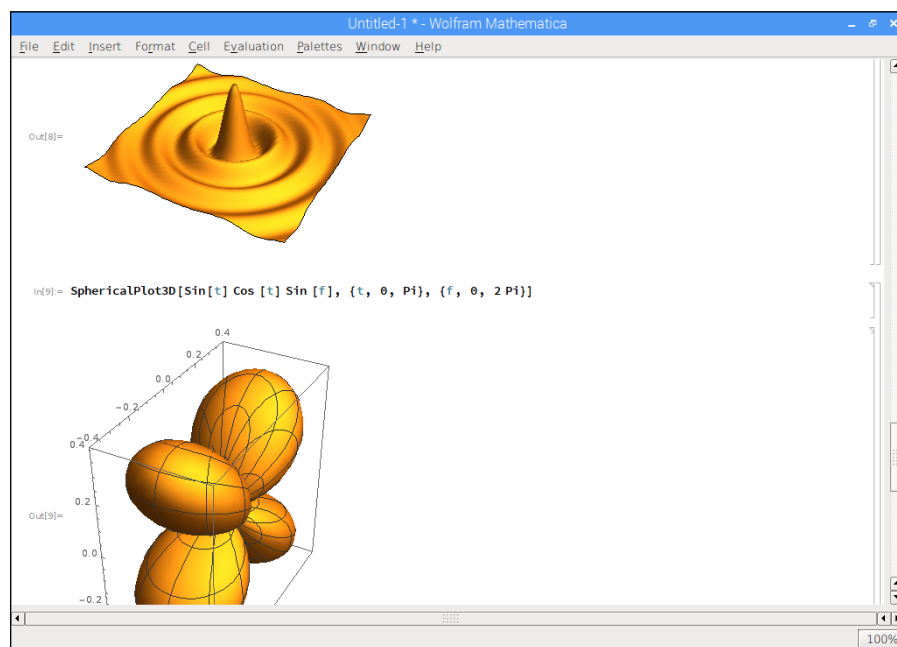 Untitled-1 * - Wolfram Mathematica
File Edit Insert Format Cell Evaluation Palettes Window Help
Out[8]=
In[9]:= SphericalPlot3D[Sin[t] Cos [t] Sin [f], {t, 0, Pi}, {f, 0, 2 Pi}]
0.4
0.2
0.0
-0.2
-0.4
0.4
0.2
Out[9]=
0.0
-0.2
100%